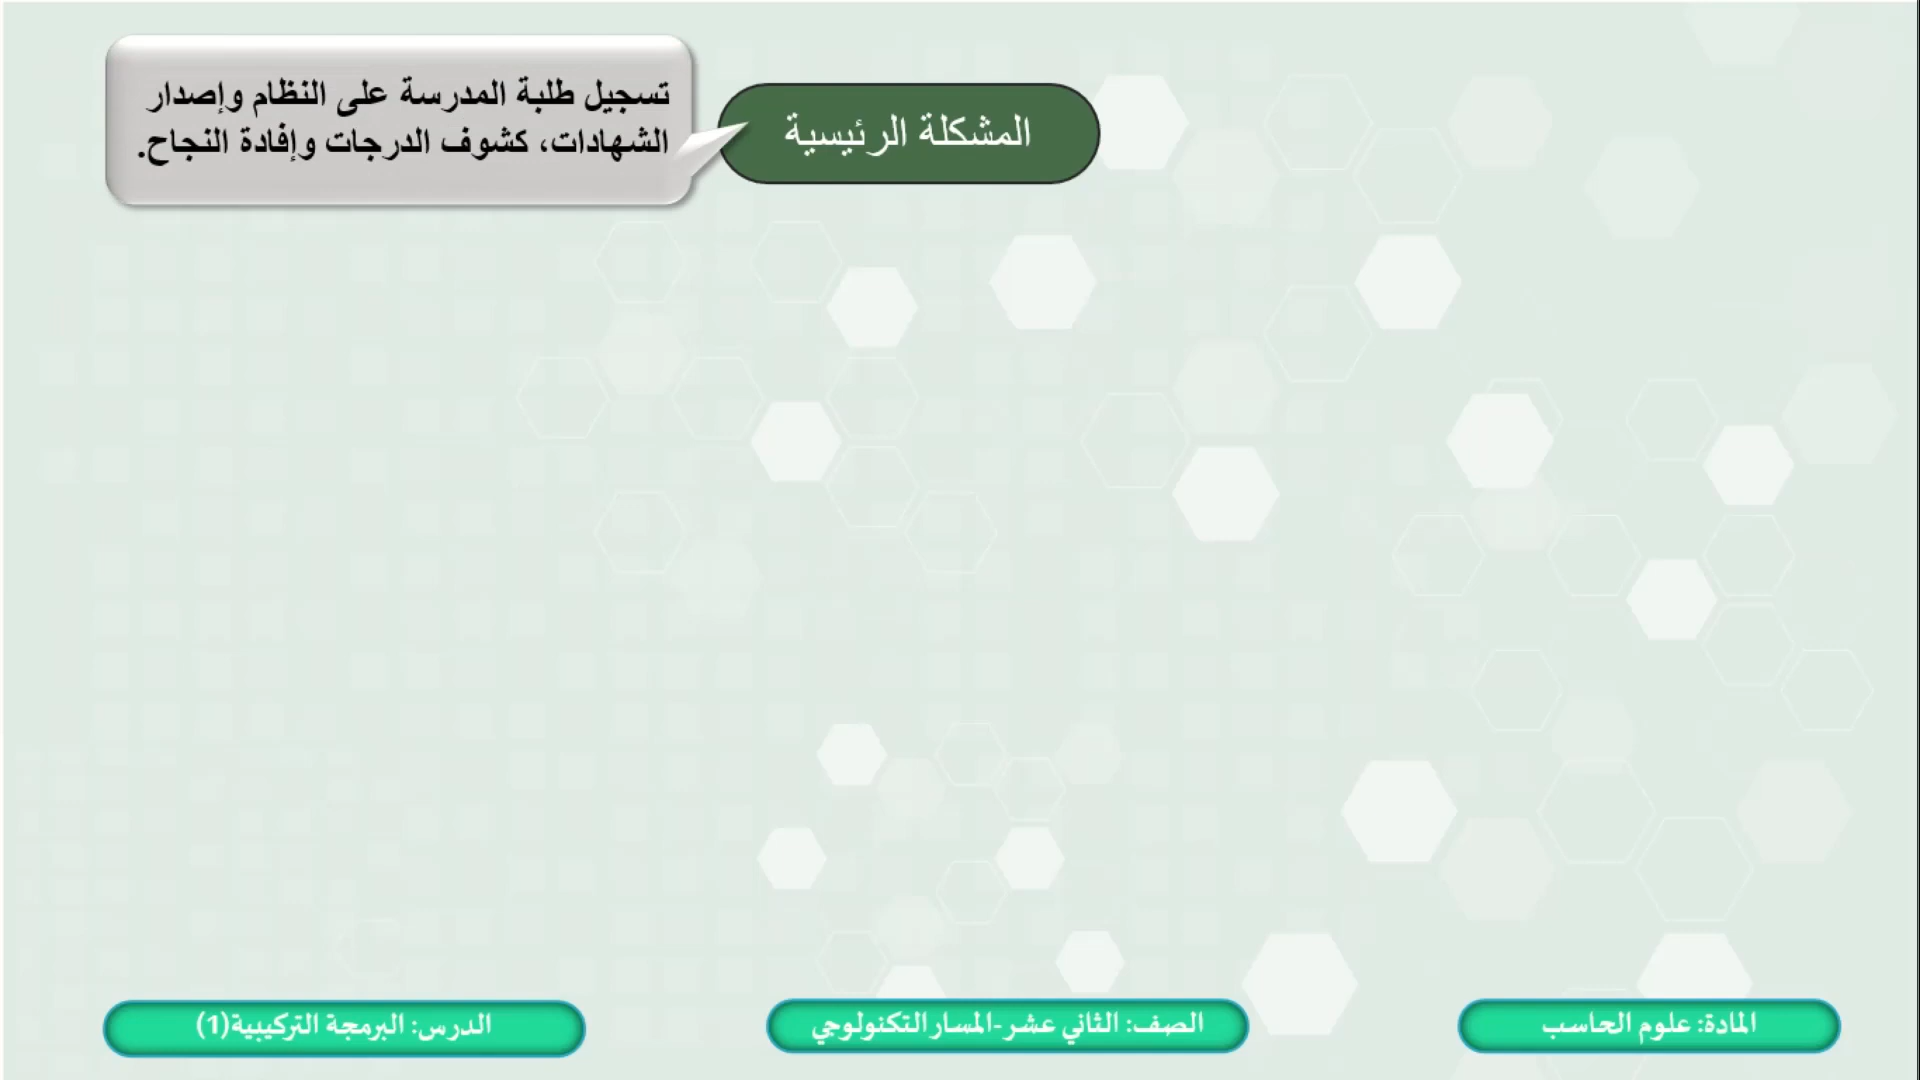 المشكلة الرئيسية
تسجيل طلبة المدرسة على النظام وإصدار
الشهادات، كشوف الدرجات وإفادة النجاح.
المادة: علوم الحاسب
الصف: الثاني عشر-المسار التكنولوجي
الدرس: البرمجة التركيبية(1)